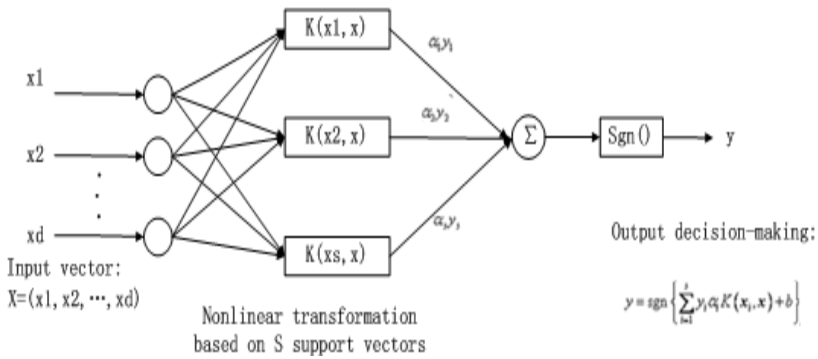 K(x1,x)
α₁y₁
x1
K(x2,x)
α₂y₂
Σ
Sgn()
y
x2
xd
K(xs,x)
αₛyₛ
Input vector:
X=(x1,x2,⋯,xd)
Nonlinear transformation
based on S support vectors
Output decision-making:
y = sgn{∑ᵢ₌₁ˢ yᵢαᵢK(xᵢ,x)+b}